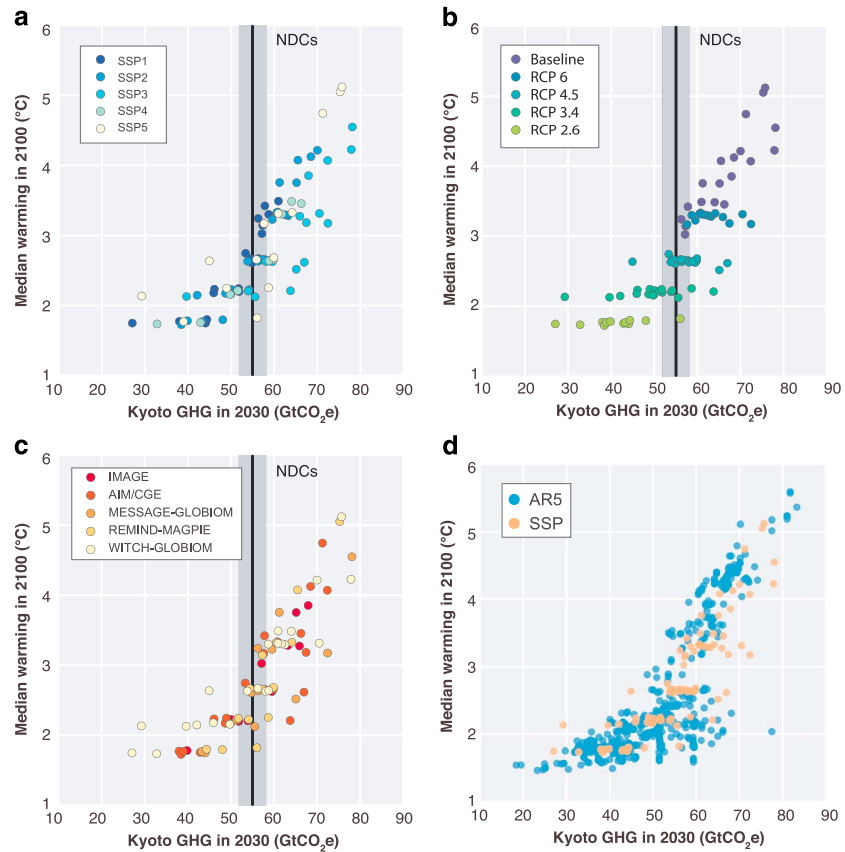 a
NDCs
SSP1
SSP2
SSP3
SSP4
SSP5
Median warming in 2100 (°C)
6
5
4
3
2
1
10 20 30 40 50 60 70 80 90
Kyoto GHG in 2030 (GtCO₂e)
b
NDCs
Baseline
RCP 6
RCP 4.5
RCP 3.4
RCP 2.6
Median warming in 2100 (°C)
6
5
4
3
2
1
10 20 30 40 50 60 70 80 90
Kyoto GHG in 2030 (GtCO₂e)
c
NDCs
IMAGE
AIM/CGE
MESSAGE-GLOBIOM
REMIND-MAGPIE
WITCH-GLOBIOM
Median warming in 2100 (°C)
6
5
4
3
2
1
10 20 30 40 50 60 70 80 90
Kyoto GHG in 2030 (GtCO₂e)
d
AR5
SSP
Median warming in 2100 (°C)
6
5
4
3
2
1
10 20 30 40 50 60 70 80 90
Kyoto GHG in 2030 (GtCO₂e)